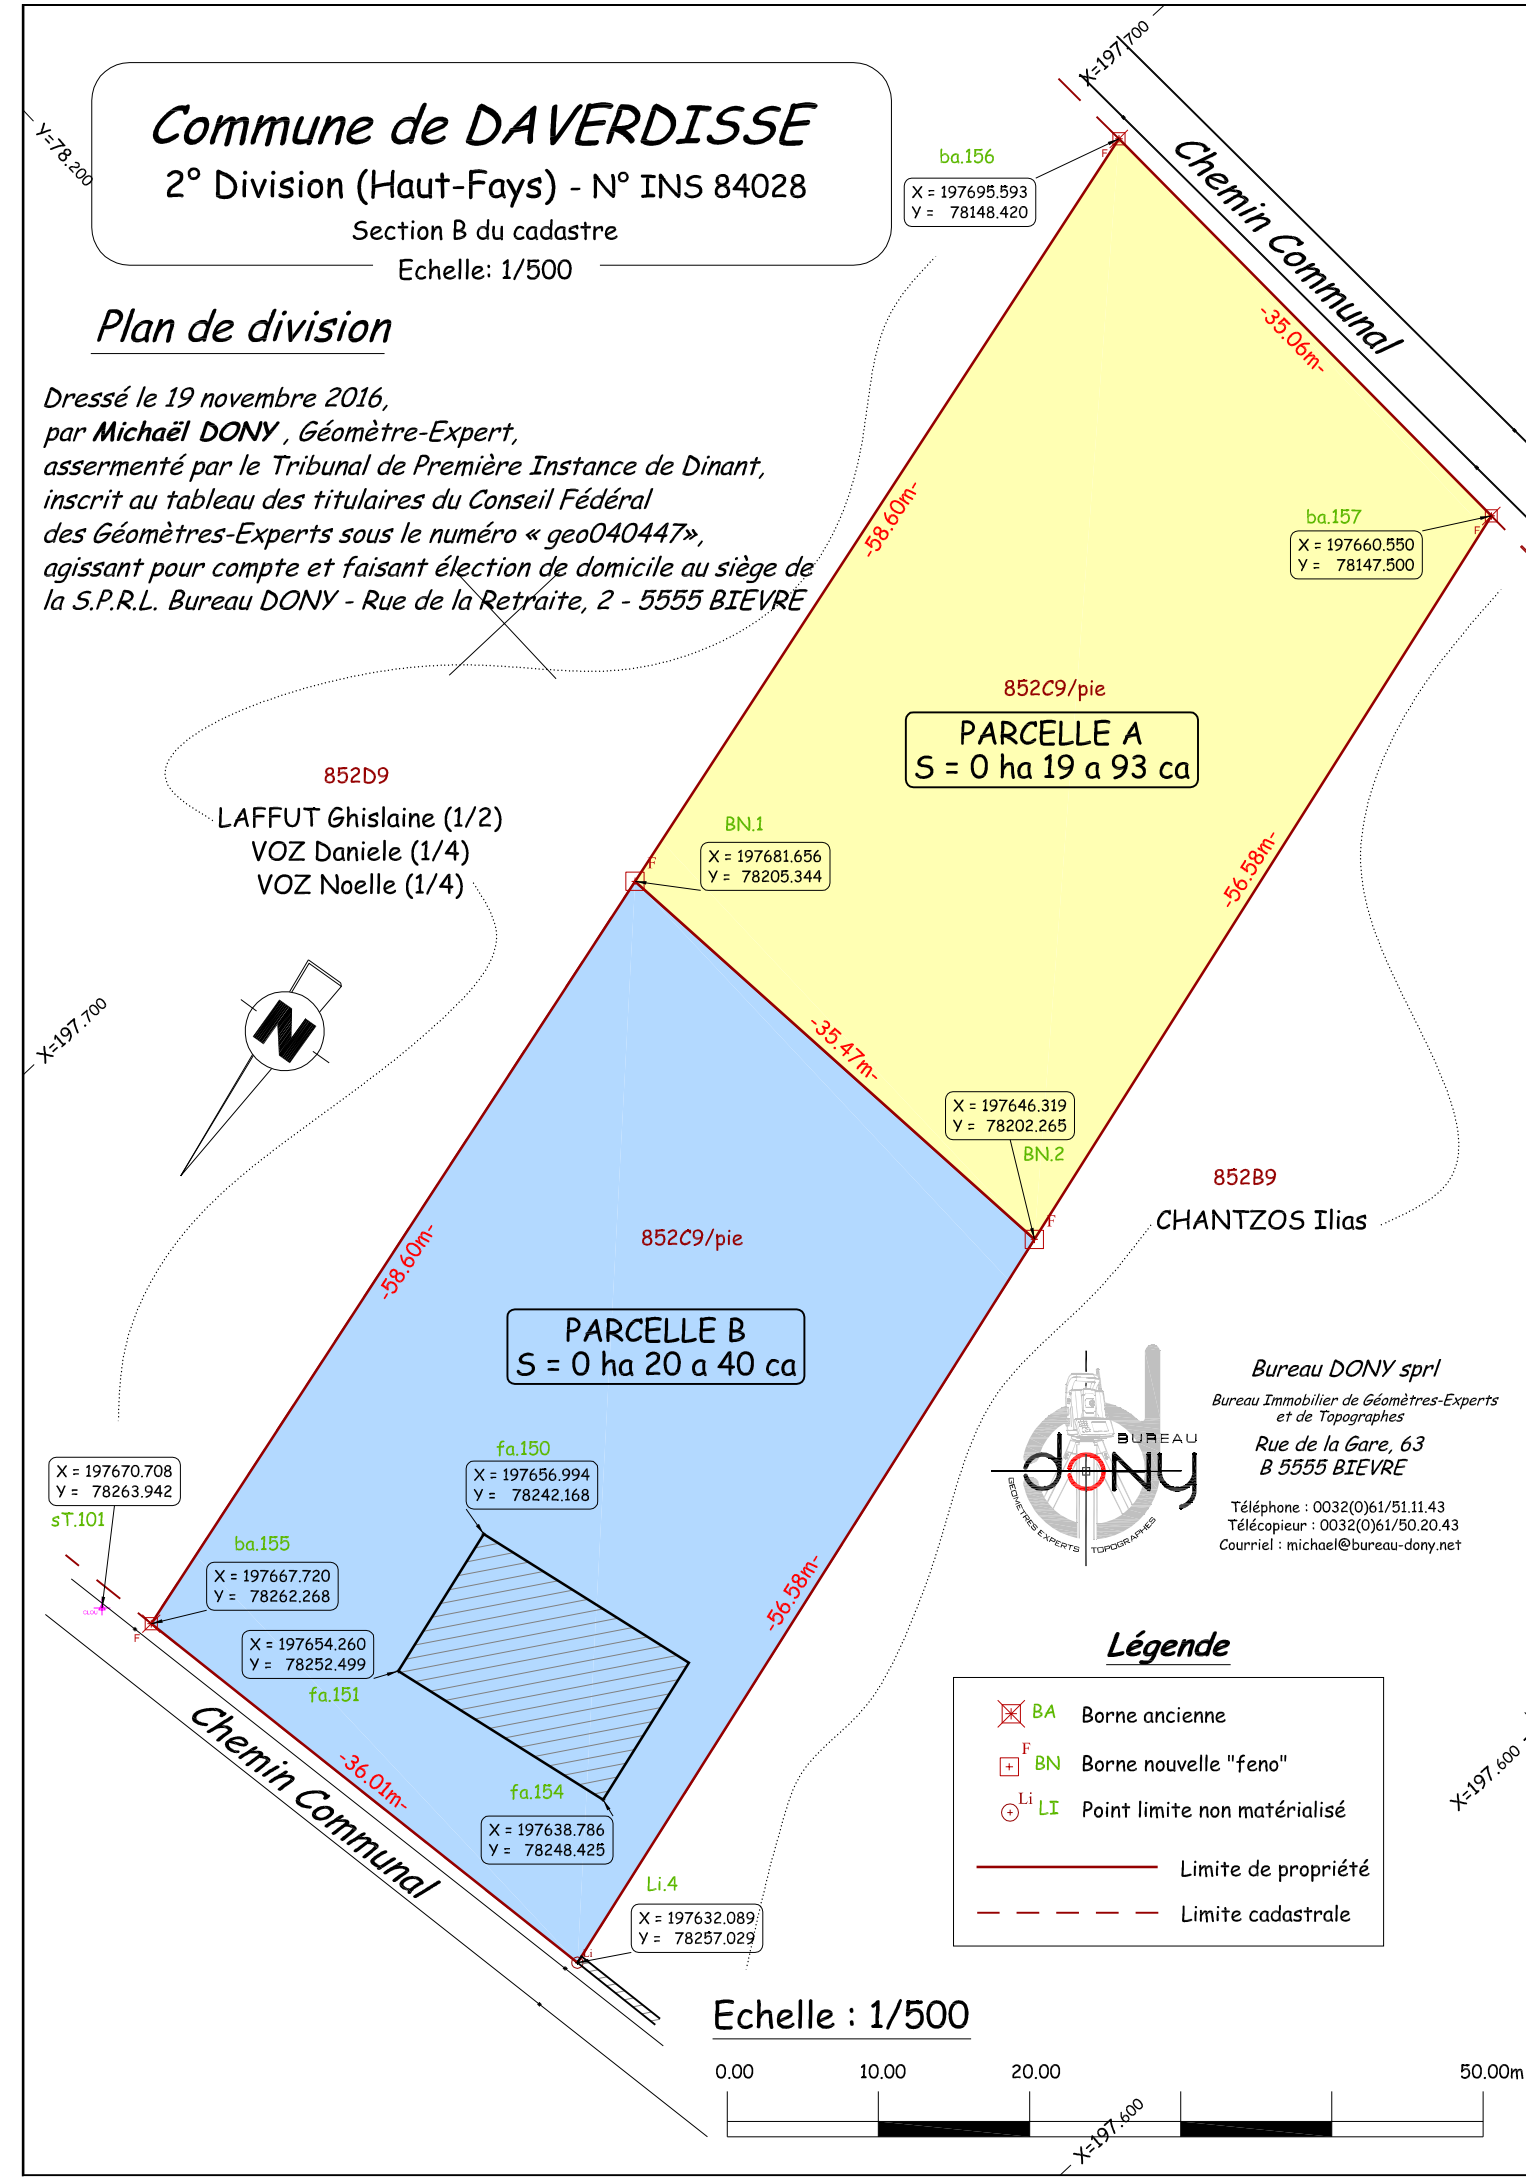 Commune de DAVERDISSE
2° Division (Haut-Fays) - N° INS 84028
Section B du cadastre
Echelle: 1/500
Y=78.200
X=197.700
Chemin Communal
ba.156
X = 197695.593
Y = 78148.420
F
Plan de division
Dressé le 19 novembre 2016,
par Michaël DONY , Géomètre-Expert,
assermenté par le Tribunal de Première Instance de Dinant,
inscrit au tableau des titulaires du Conseil Fédéral
des Géomètres-Experts sous le numéro « geo040447»,
agissant pour compte et faisant élection de domicile au siège de
la S.P.R.L. Bureau DONY - Rue de la Retraite, 2 - 5555 BIEVRE
-35.06m-
-58.60m-
ba.157
X = 197660.550
Y = 78147.500
F
852C9/pie
PARCELLE A
S = 0 ha 19 a 93 ca
852D9
LAFFUT Ghislaine (1/2)
VOZ Daniele (1/4)
VOZ Noelle (1/4)
BN.1
X = 197681.656
Y = 78205.344
F
-56.58m-
X=197.700
N
-35.47m-
X = 197646.319
Y = 78202.265
BN.2
F
852B9
CHANTZOS Ilias
-58.60m-
852C9/pie
PARCELLE B
S = 0 ha 20 a 40 ca
BUREAU
dony
GEOMETRES EXPERTS TOPOGRAPHES
Bureau DONY sprl
Bureau Immobilier de Géomètres-Experts
et de Topographes
Rue de la Gare, 63
B 5555 BIEVRE
Téléphone : 0032(0)61/51.11.43
Télécopieur : 0032(0)61/50.20.43
Courriel : michael@bureau-dony.net
fa.150
X = 197656.994
Y = 78242.168
X = 197670.708
Y = 78263.942
sT.101
ba.155
X = 197667.720
Y = 78262.268
F
X = 197654.260
Y = 78252.499
fa.151
-56.58m-
Chemin Communal
-36.01m-
fa.154
X = 197638.786
Y = 78248.425
Li.4
X = 197632.089
Y = 78257.029
Li
Légende
BA Borne ancienne
F BN Borne nouvelle "feno"
Li LI Point limite non matérialisé
Limite de propriété
Limite cadastrale
X=197.600
Echelle : 1/500
0.00 10.00 20.00 50.00m
X=197.600